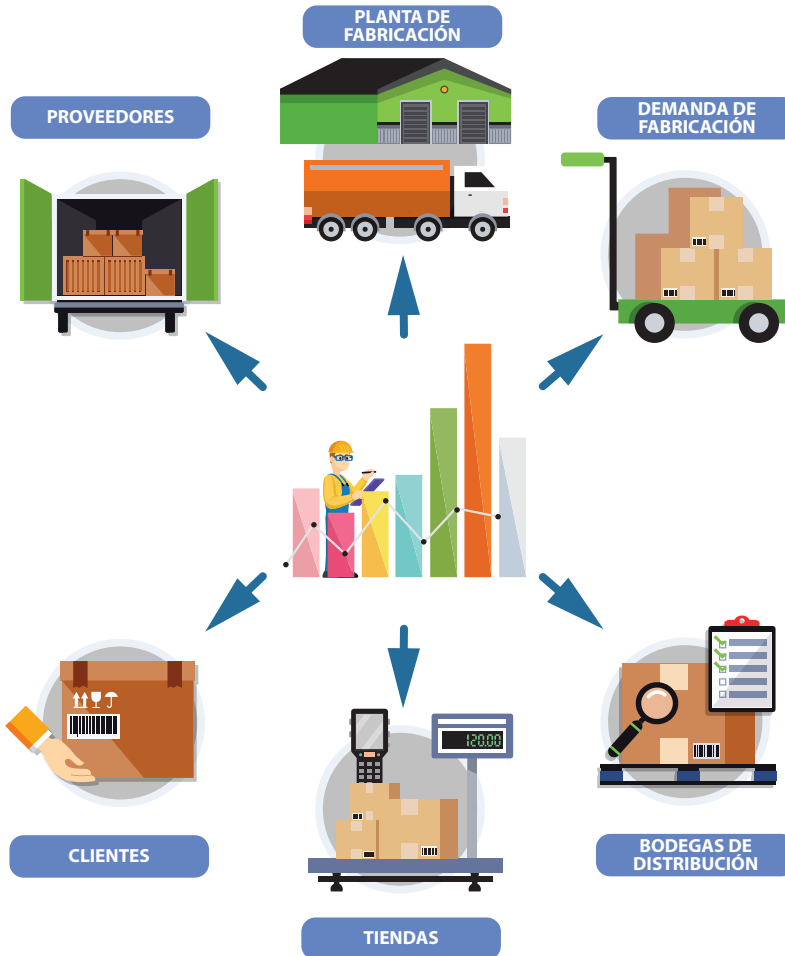 PLANTA DE
FABRICACIÓN
PROVEEDORES
DEMANDA DE
FABRICACIÓN
120.00
CLIENTES
BODEGAS DE
DISTRIBUCIÓN
TIENDAS